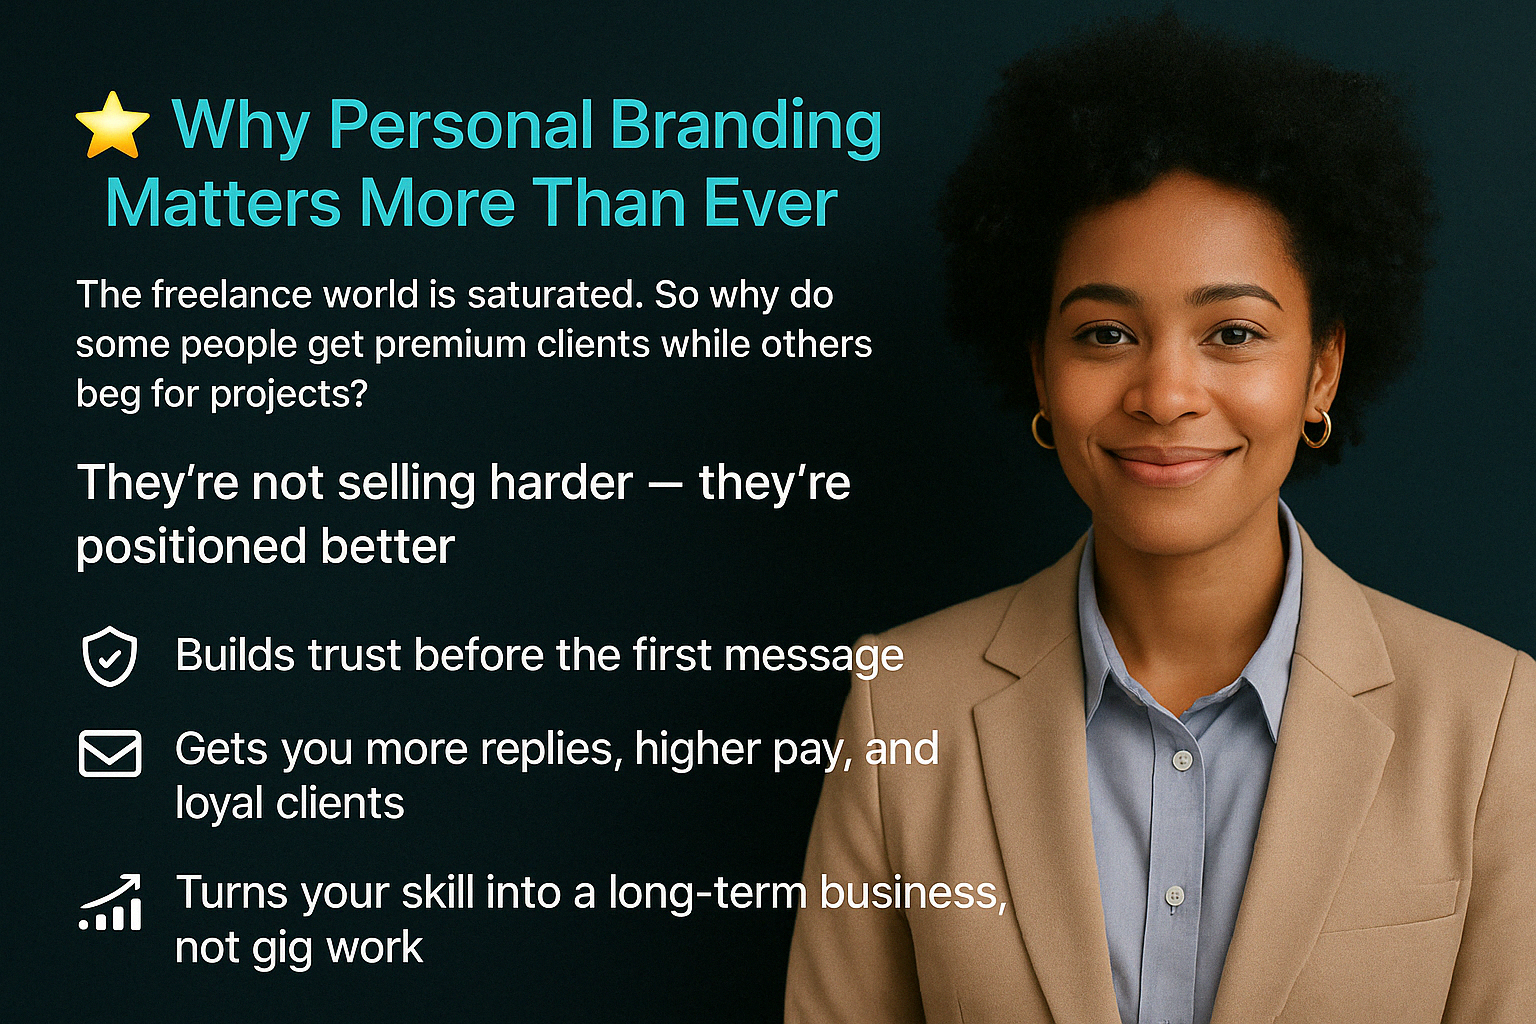 ⭐ Why Personal Branding
Matters More Than Ever
The freelance world is saturated. So why do
some people get premium clients while others
beg for projects?
They’re not selling harder — they’re
positioned better
Builds trust before the first message
Gets you more replies, higher pay, and
loyal clients
Turns your skill into a long-term business,
not gig work